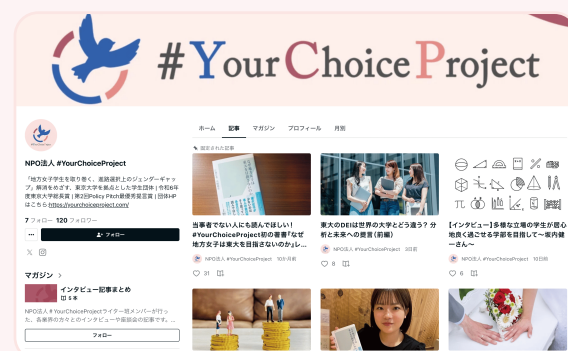 #YourChoiceProject
ホーム 記事 マガジン プロフィール 月別
固定された記事
NPO法人 #YourChoiceProject
「地方女子学生を取り巻く、進路選択上のジェンダーギャッ
プ」解消をめざす、東京大学を拠点とした学生団体 | 令和6年
度東京大学総長賞 | 第2回Policy Pitch最優秀提言賞 | 団体HP
はこちら:https://yourchoiceproject.com/
7 フォロー 120 フォロワー
フォロー
マガジン
インタビュー記事まとめ
5 本
NPO法人＃YourChoiceProjectライター班メンバーが行っ
た、各業界の方々とのインタビューや座談会の記事です。...
フォロー
当事者でない人にも読んでほしい！
#YourChoiceProject初の著書『なぜ
地方女子は東大を目指さないのか』レ...
NPO法人 #YourChoiceProject 10か月前
31
東大のDEIは世界の大学とどう違う？ 分
析と未来への提言(前編)
NPO法人 #YourChoiceProject 3日前
8
【インタビュー】多様な立場の学生が居心
地良く過ごせる学部を目指して〜坂内健
一さん〜
NPO法人 #YourChoiceProject 10日前
6